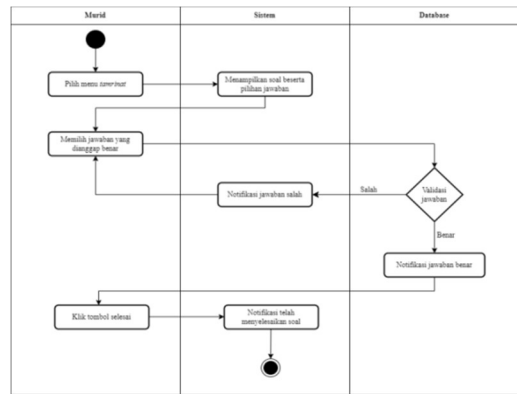 Murid
Sistem
Database
Pilih menu
Menampilkan soal beserta
pilihan jawaban
Memilih jawaban yang
dianggap benar
Notifikasi jawaban salah
Salah
Validasi
jawaban
Benar
Notifikasi jawaban benar
Klik tombol selesai
Notifikasi telah
menyelesaikan soal